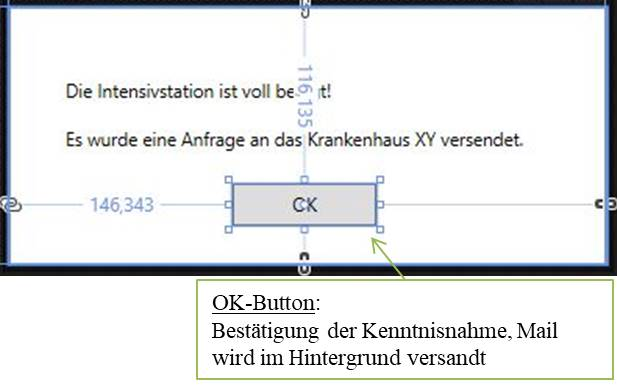 116,135
Die Intensivstation ist voll be t!
Es wurde eine Anfrage an das Krankenhaus XY versendet.
146,343
OK
OK-Button:
Bestätigung der Kenntnisnahme, Mail
wird im Hintergrund versandt